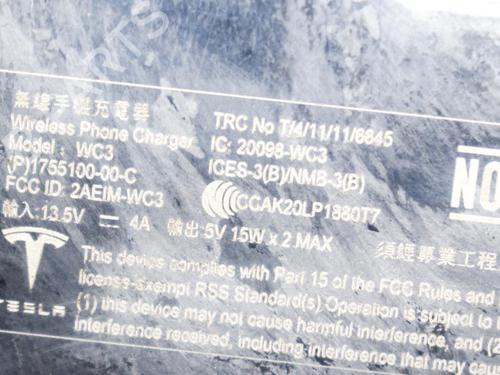 無線手製充電器
Wireless Phone Charger
Model : WC3
(P)1755100-00-C
FCC ID: 2AEIM-WC3
輸入:13.5V ⎓ 4A 輸出:5V 15W x 2 MAX
TRC No T/4/11/11/6845
IC: 20098-WC3
ICES-3(B)/NMB-3(B)
CCAK20LP1880T7
NO
須經專業工程
TESLA
This device complies with Part 15 of the FCC Rules and
license-exempt RSS Standard(s) Operation is subject to
(1) this device may not cause harmful interference, and (2
interference received, including interference that may